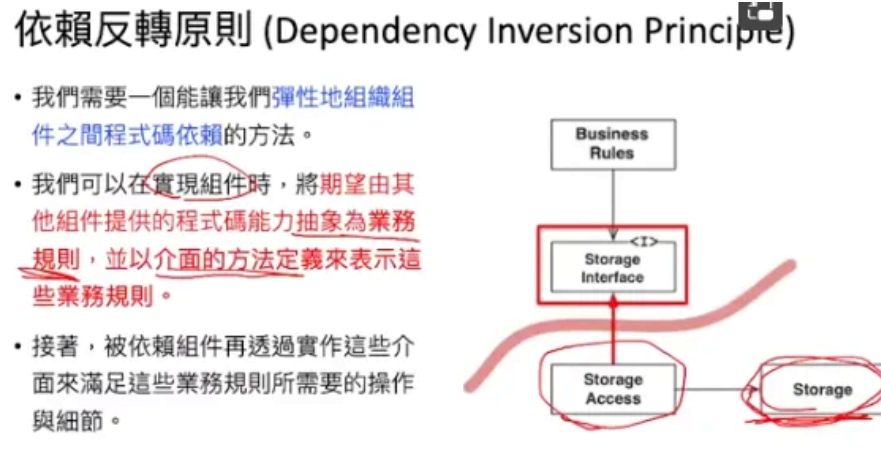 依賴反轉原則 (Dependency Inversion Principle)
• 我們需要一個能讓我們彈性地組織組
件之間程式碼依賴的方法。
• 我們可以在實現組件時，將期望由其
他組件提供的程式碼能力抽象為業務
規則，並以介面的方法定義來表示這
些業務規則。
• 接著，被依賴組件再透過實作這些介
面來滿足這些業務規則所需要的操作
與細節。
Business
Rules
<I>
Storage
Interface
Storage
Access
Storage